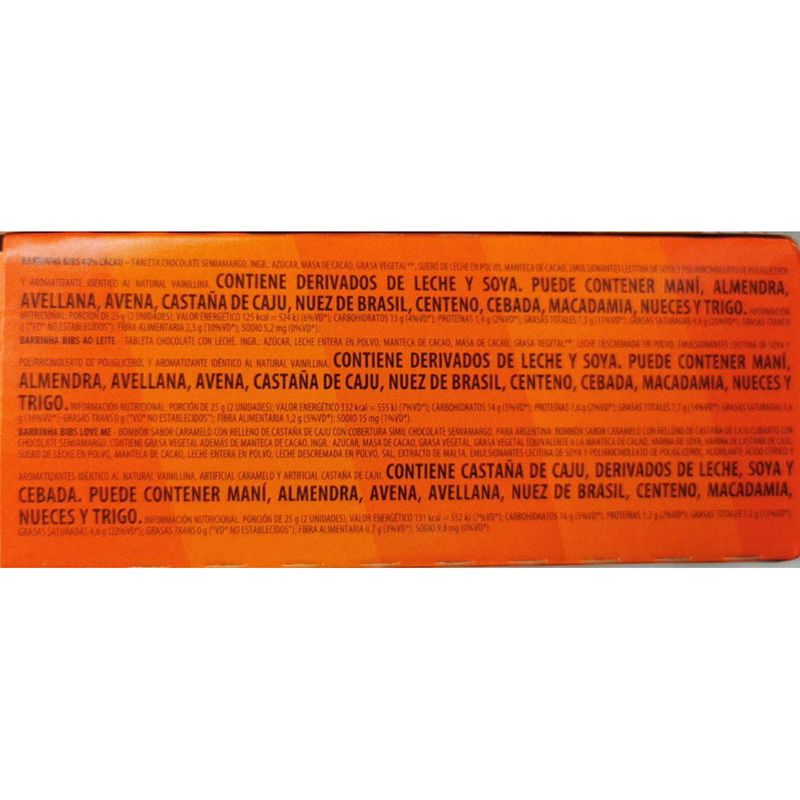 BARRINHA BIBS 40% CACAU – TABLETA CHOCOLATE SEMIAMARGO. INGR.: AZÚCAR, MASA DE CACAO, GRASA VEGETAL**, SUERO DE LECHE EN POLVO, MANTECA DE CACAO, EMULSIONANTES LECITINA DE SOYA Y POLIRRICINOLATO DE POLIGLICEROL
Y AROMATIZANTE IDÉNTICO AL NATURAL VAINILLINA. CONTIENE DERIVADOS DE LECHE Y SOYA. PUEDE CONTENER MANÍ, ALMENDRA,
AVELLANA, AVENA, CASTAÑA DE CAJU, NUEZ DE BRASIL, CENTENO, CEBADA, MACADAMIA, NUECES Y TRIGO. INFORMACIÓN
NUTRICIONAL: PORCIÓN DE 25 g (2 UNIDADES); VALOR ENERGÉTICO 125 kcal = 524 kJ (6%VD*); CARBOHIDRATOS 13 g (4%VD*); PROTEÍNAS 1,4 g (2%VD*); GRASAS TOTALES 7,3 g (13%VD*); GRASAS SATURADAS 4,4 g (20%VD*); GRASAS TRANS 0
g ("VD" NO ESTABLECIDOS*); FIBRA ALIMENTARIA 2,5 g (10%VD*); SODIO 5,2 mg (0%VD*).
BARRINHA BIBS AO LEITE – TABLETA CHOCOLATE CON LECHE. INGR.: AZÚCAR, LECHE ENTERA EN POLVO, MANTECA DE CACAO, MASA DE CACAO, GRASA VEGETAL, LECHE DESCREMADA EN POLVO, EMULSIONANTES LECITINA DE SOYA Y
POLIRRICINOLEATO DE POLIGLICEROL Y AROMATIZANTE IDÉNTICO AL NATURAL VAINILLINA. CONTIENE DERIVADOS DE LECHE Y SOYA. PUEDE CONTENER MANÍ,
ALMENDRA, AVELLANA, AVENA, CASTAÑA DE CAJU, NUEZ DE BRASIL, CENTENO, CEBADA, MACADAMIA, NUECES Y
TRIGO. INFORMACIÓN NUTRICIONAL: PORCIÓN DE 25 g (2 UNIDADES); VALOR ENERGÉTICO 132 kcal = 555 kJ (7%VD*); CARBOHIDRATOS 14 g (5%VD*); PROTEÍNAS 1,6 g (2%VD*); GRASAS TOTALES 7,7 g (14%VD*); GRASAS SATURADAS 3,6
g (16%VD*); GRASAS TRANS 0 g ("VD" NO ESTABLECIDOS*); FIBRA ALIMENTARIA 1,2 g (5%VD*); SODIO 15 mg (1%VD*).
BARRINHA BIBS LOVE ME – BOMBÓN SABOR CARAMELO CON RELLENO DE CASTAÑA DE CAJU CON COBERTURA SIMIL CHOCOLATE SEMIAMARGO. PARA ARGENTINA: BOMBÓN SABOR CARAMELO CON RELLENO DE CASTAÑA DE CAJU CUBIERTO CON
CHOCOLATE SEMIAMARGO. CONTIENE GRASA VEGETAL ADEMÁS DE MANTECA DE CACAO. INGR.: AZÚCAR, MASA DE CACAO, GRASA VEGETAL, GRASA VEGETAL EQUIVALENTE A LA MANTECA DE CACAO, HARINA DE SOYA, HARINA DE CASTAÑA DE CAJU,
SUERO DE LECHE EN POLVO, MANTECA DE CACAO, LECHE ENTERA EN POLVO, LECHE DESCREMADA EN POLVO, SAL, EXTRACTO DE MALTA, EMULSIONANTES LECITINA DE SOYA Y POLIRICINOLATO DE POLIGLICEROL, ACIDULANTE ÁCIDO CÍTRICO Y
AROMATIZANTES IDÉNTICO AL NATURAL VAINILLINA, ARTIFICIAL CARAMELO Y ARTIFICIAL CASTAÑA DE CAJU. CONTIENE CASTAÑA DE CAJU, DERIVADOS DE LECHE, SOYA Y
CEBADA. PUEDE CONTENER MANÍ, ALMENDRA, AVENA, AVELLANA, NUEZ DE BRASIL, CENTENO, MACADAMIA,
NUECES Y TRIGO. INFORMACIÓN NUTRICIONAL: PORCIÓN DE 25 g (2 UNIDADES); VALOR ENERGÉTICO 131 kcal = 552 kJ (7%VD*); CARBOHIDRATOS 16 g (5%VD*); PROTEÍNAS 1,2 g (2%VD*); GRASAS TOTALES 7,2 g (13%VD*);
GRASAS SATURADAS 4,8 g (22%VD*); GRASAS TRANS 0 g ("VD" NO ESTABLECIDOS*); FIBRA ALIMENTARIA 0,7 g (3%VD*); SODIO 9,8 mg (0%VD*).